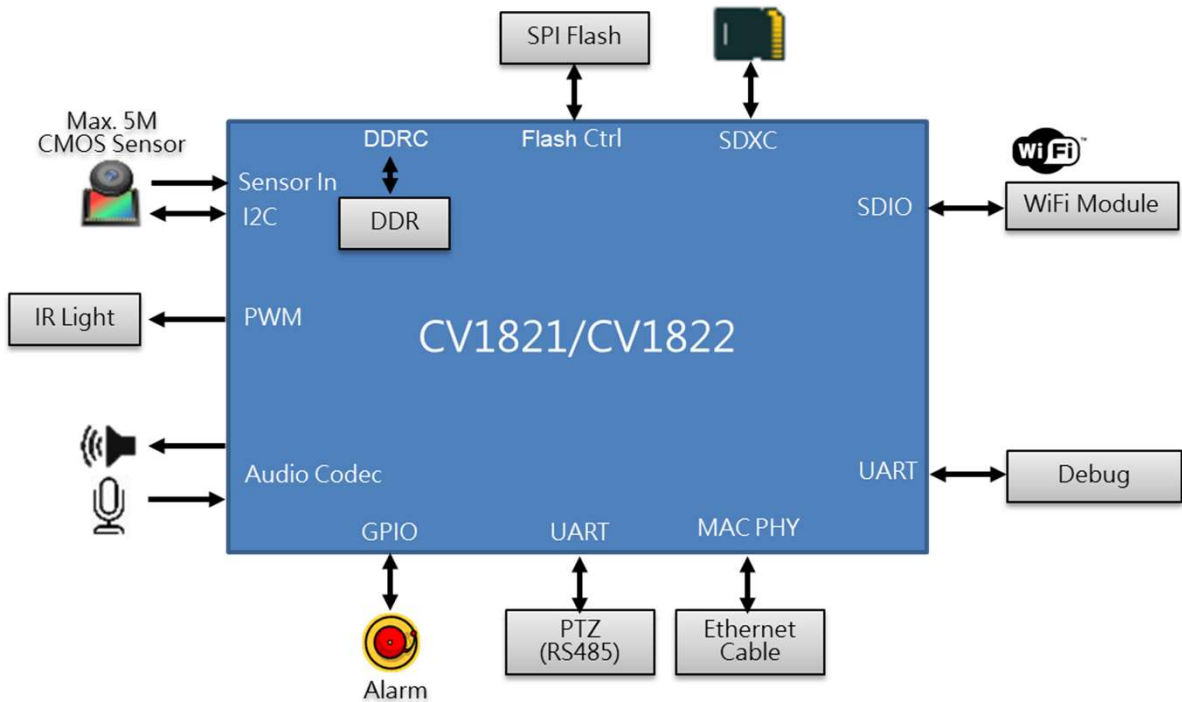 SPI Flash
Max. 5M
CMOS Sensor
DDRC
Flash Ctrl
SDXC
WiFi™
Sensor In
I2C
DDR
SDIO
WiFi Module
IR Light
PWM
CV1821/CV1822
Audio Codec
UART
Debug
GPIO
UART
MAC PHY
Alarm
PTZ
(RS485)
Ethernet
Cable